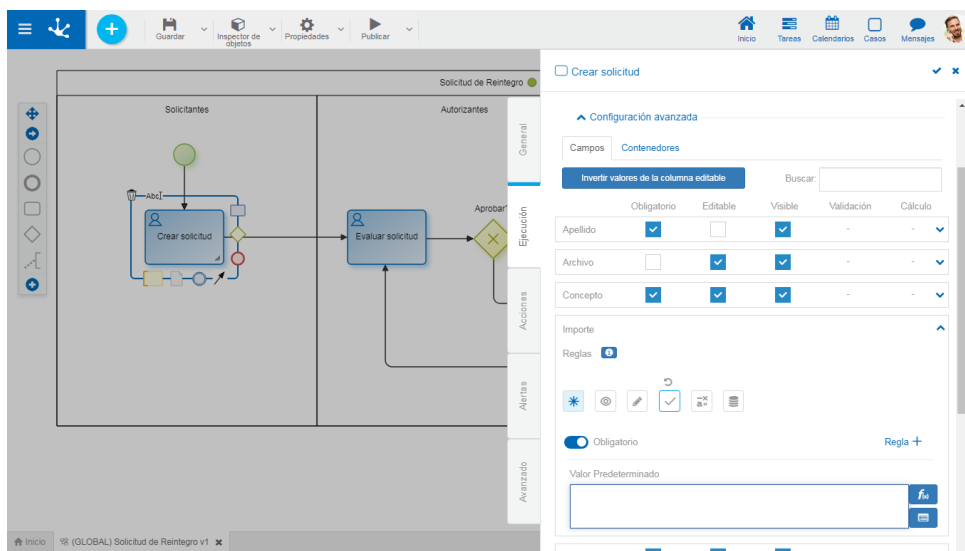 Guardar
Inspector de
objetos
Propiedades
Publicar
Inicio
Tareas
Calendarios
Casos
Mensajes
Solicitud de Reintegro
Solicitantes
Autorizantes
Abc
Crear solicitud
Evaluar solicitud
Aprobar?
General
Ejecución
Acciones
Alertas
Avanzado
Crear solicitud
Configuración avanzada
Campos
Contenedores
Invertir valores de la columna editable
Buscar:
Obligatorio Editable Visible Validación Cálculo
Apellido - -
Archivo - -
Concepto - -
Importe
Reglas
Obligatorio
Regla +
Valor Predeterminado
f(x)
Inicio
(GLOBAL) Solicitud de Reintegro v1